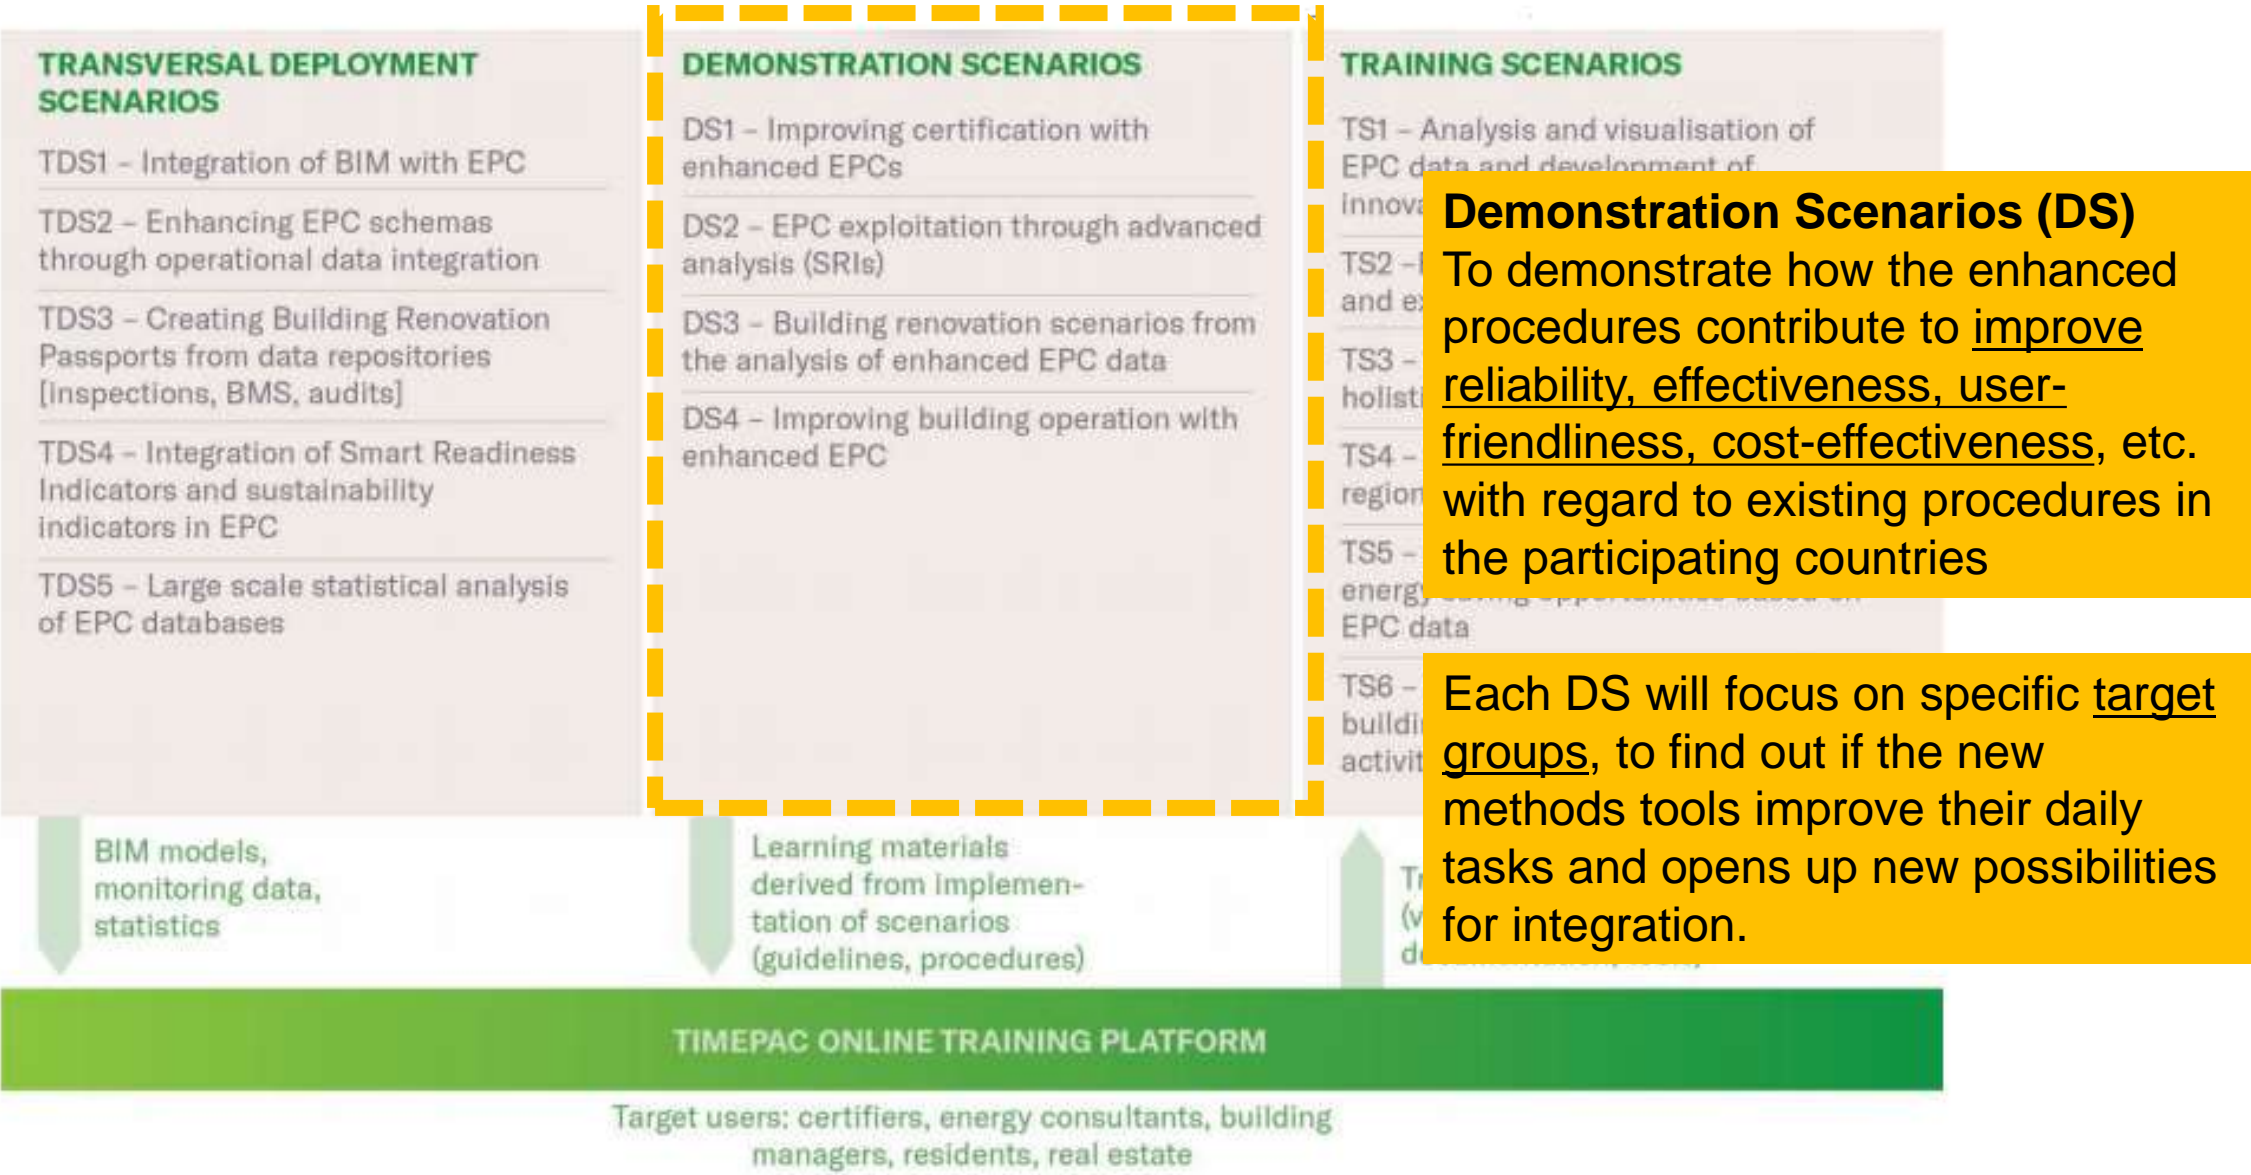 TRANSVERSAL DEPLOYMENT
SCENARIOS
TDS1 – Integration of BIM with EPC
TDS2 – Enhancing EPC schemas
through operational data integration
TDS3 – Creating Building Renovation
Passports from data repositories
[inspections, BMS, audits]
TDS4 – Integration of Smart Readiness
Indicators and sustainability
indicators in EPC
TDS5 – Large scale statistical analysis
of EPC databases
DEMONSTRATION SCENARIOS
DS1 – Improving certification with
enhanced EPCs
DS2 – EPC exploitation through advanced
analysis (SRIs)
DS3 – Building renovation scenarios from
the analysis of enhanced EPC data
DS4 – Improving building operation with
enhanced EPC
TRAINING SCENARIOS
TS1 – Analysis and visualisation of
EPC data and development of
TS2 –
and
TS3 –
TS4 –
TS5 –
EPC data
TS6 –
Demonstration Scenarios (DS)
To demonstrate how the enhanced
procedures contribute to improve
reliability, effectiveness, user-
friendliness, cost-effectiveness, etc.
with regard to existing procedures in
the participating countries
Each DS will focus on specific target
groups, to find out if the new
methods tools improve their daily
tasks and opens up new possibilities
for integration.
BIM models,
monitoring data,
statistics
Learning materials
derived from implemen-
tation of scenarios
(guidelines, procedures)
TIMEPAC ONLINE TRAINING PLATFORM
Target users: certifiers, energy consultants, building
managers, residents, real estate